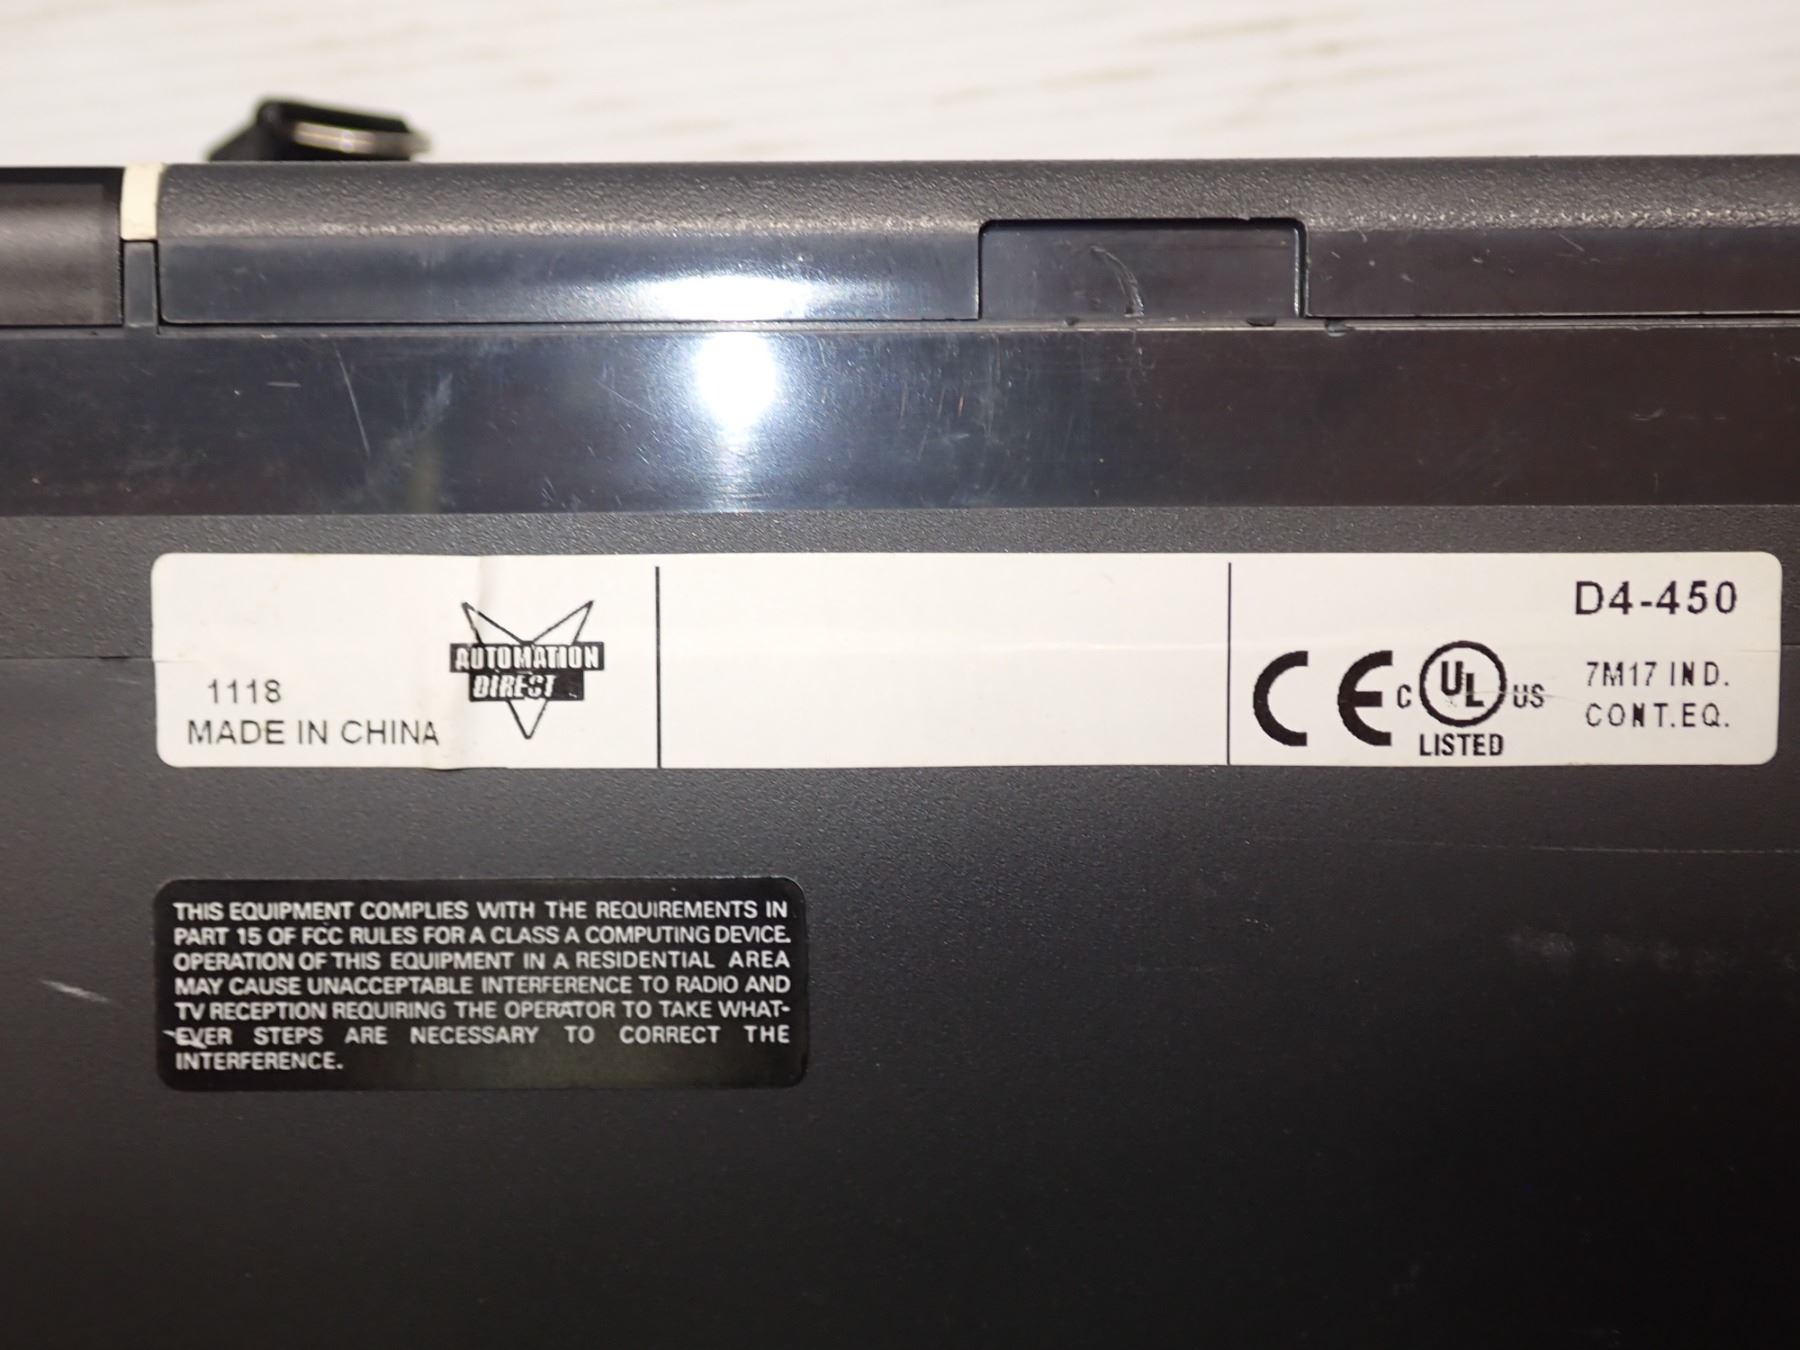 1118
MADE IN CHINA
AUTOMATION
DIRECT
D4-450
CE
C UL US
LISTED
7M17 IND.
CONT.EQ.
THIS EQUIPMENT COMPLIES WITH THE REQUIREMENTS IN
PART 15 OF FCC RULES FOR A CLASS A COMPUTING DEVICE.
OPERATION OF THIS EQUIPMENT IN A RESIDENTIAL AREA
MAY CAUSE UNACCEPTABLE INTERFERENCE TO RADIO AND
TV RECEPTION REQUIRING THE OPERATOR TO TAKE WHAT-
EVER STEPS ARE NECESSARY TO CORRECT THE
INTERFERENCE.